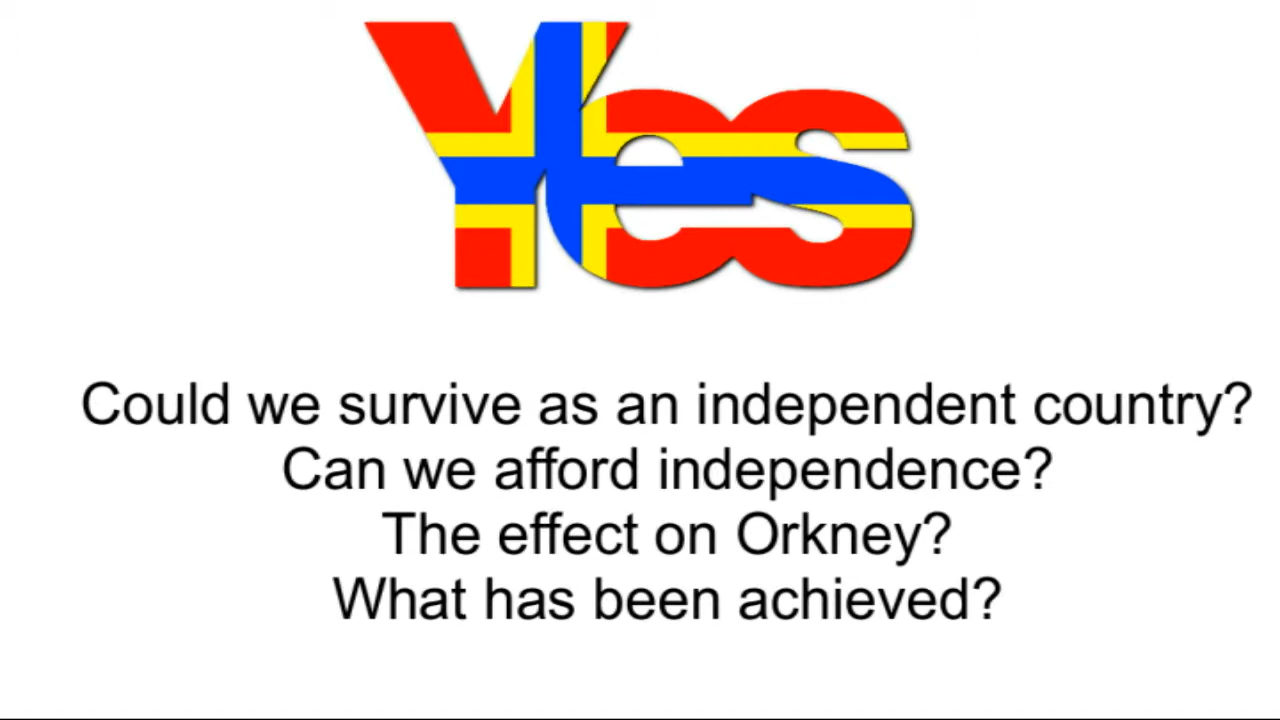 Yes
Could we survive as an independent country?
Can we afford independence?
The effect on Orkney?
What has been achieved?